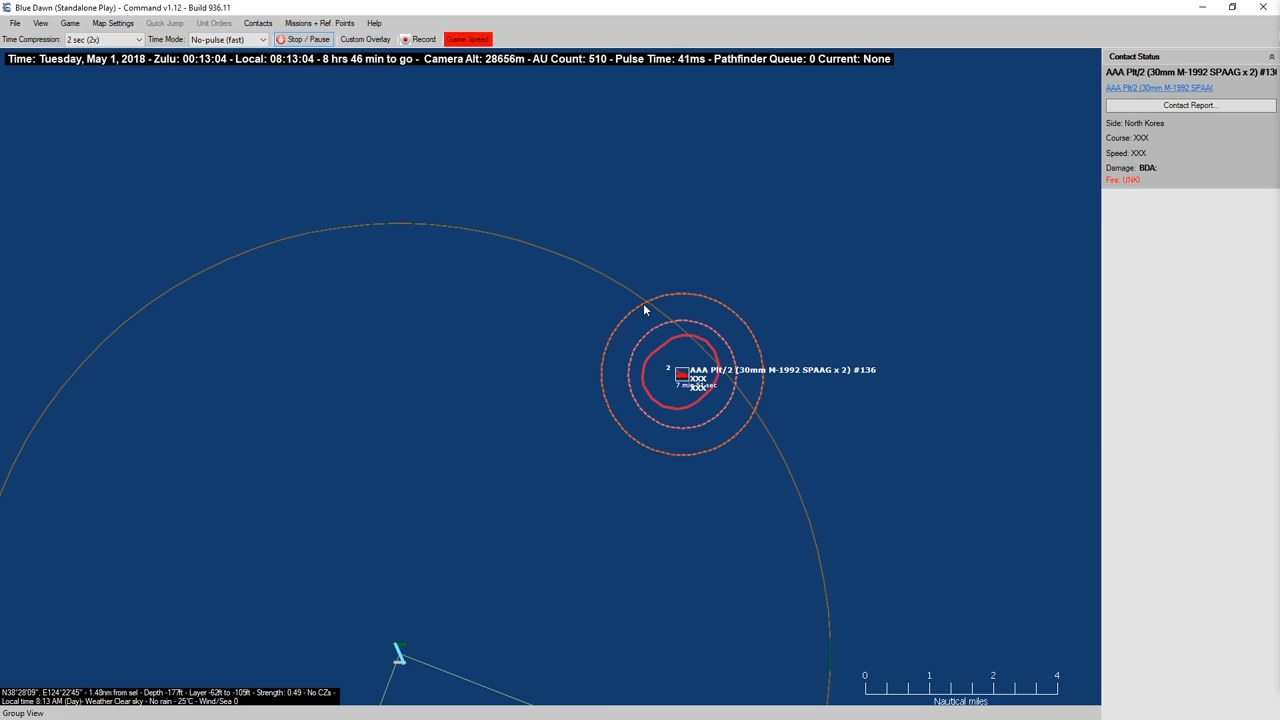 Blue Dawn (Standalone Play) - Command v1.12 - Build 936.11
File View Game Map Settings Quick Jump Unit Orders Contacts Missions + Ref. Points Help
Time Compression: 2 sec (2x) Time Mode: No-pulse (fast) Stop / Pause Custom Overlay Record Game Speed
Time: Tuesday, May 1, 2018 - Zulu: 00:13:04 - Local: 08:13:04 - 8 hrs 46 min to go - Camera Alt: 28656m - AU Count: 510 - Pulse Time: 41ms - Pathfinder Queue: 0 Current: None
Contact Status
AAA Plt/2 (30mm M-1992 SPAAG x 2) #13
AAA Plt/2 (30mm M-1992 SPAA
Contact Report...
Side: North Korea
Course: XXX
Speed: XXX
Damage: BDA:
Fire: UNKI
2
AAA Plt/2 (30mm M-1992 SPAAG x 2) #136
XXX
XXX
7 min sec
0 1 2 4
Nautical miles
N38°28'09", E124°22'45" - 1.48nm from sel - Depth -177ft - Layer -62ft to -105ft - Strength: 0.49 - No CZs -
Local time 8:13 AM (Day)- Weather Clear sky - No rain - 25°C - Wind/Sea 0
Group View